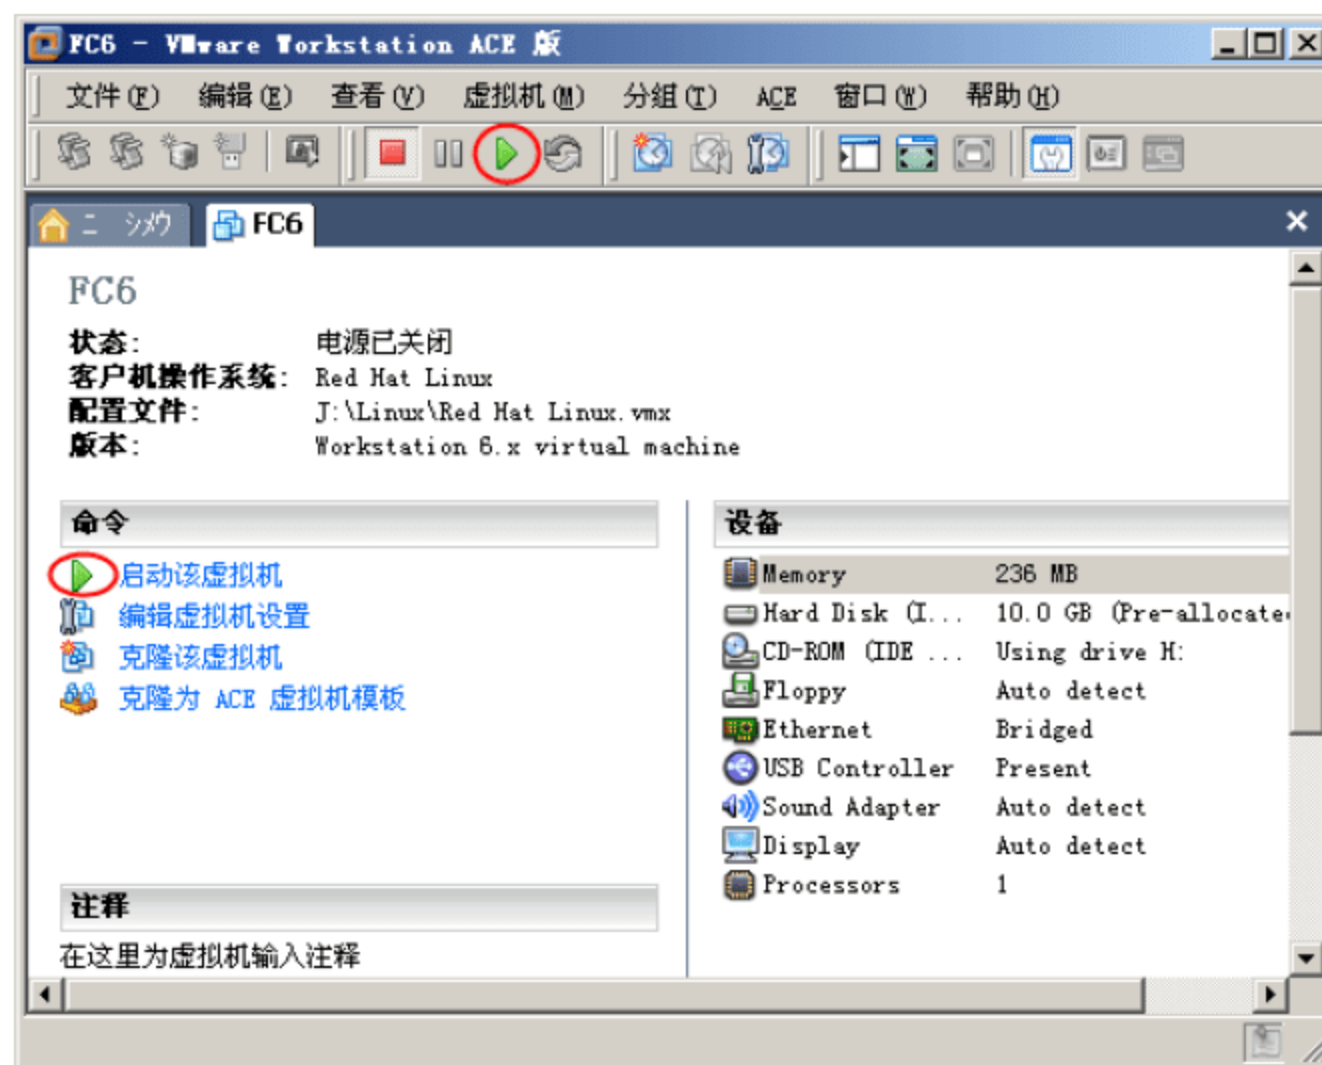 FC6 - VMware Workstation ACE 版
文件(F) 编辑(E) 查看(V) 虚拟机(M) 分组(T) ACE 窗口(W) 帮助(H)
ニ シメウ FC6
FC6
状态: 电源已关闭
客户机操作系统: Red Hat Linux
配置文件: J:\Linux\Red Hat Linux.vmx
版本: Workstation 6.x virtual machine
命令
启动该虚拟机
编辑虚拟机设置
克隆该虚拟机
克隆为 ACE 虚拟机模板
注释
在这里为虚拟机输入注释
设备
Memory 236 MB
Hard Disk (I... 10.0 GB (Pre-allocate
CD-ROM (IDE ... Using drive H:
Floppy Auto detect
Ethernet Bridged
USB Controller Present
Sound Adapter Auto detect
Display Auto detect
Processors 1